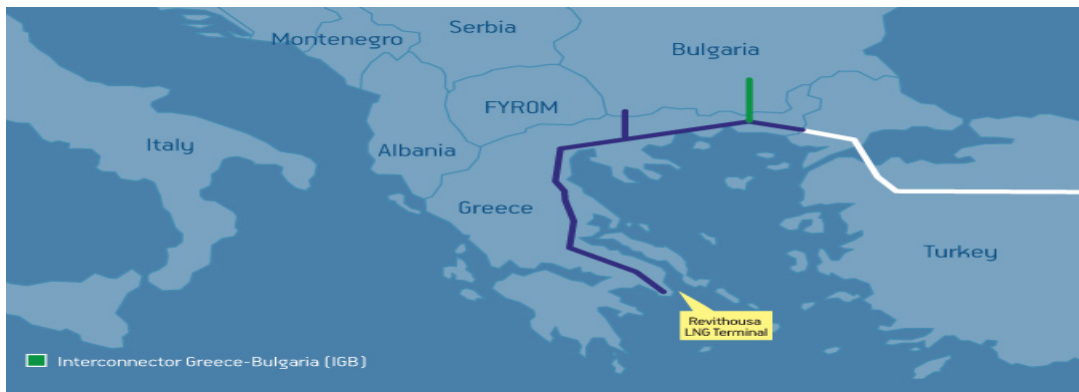 Serbia
Montenegro
Bulgaria
FYROM
Italy
Albania
Greece
Turkey
Revithousa
LNG Terminal
Interconnector Greece-Bulgaria (IGB)